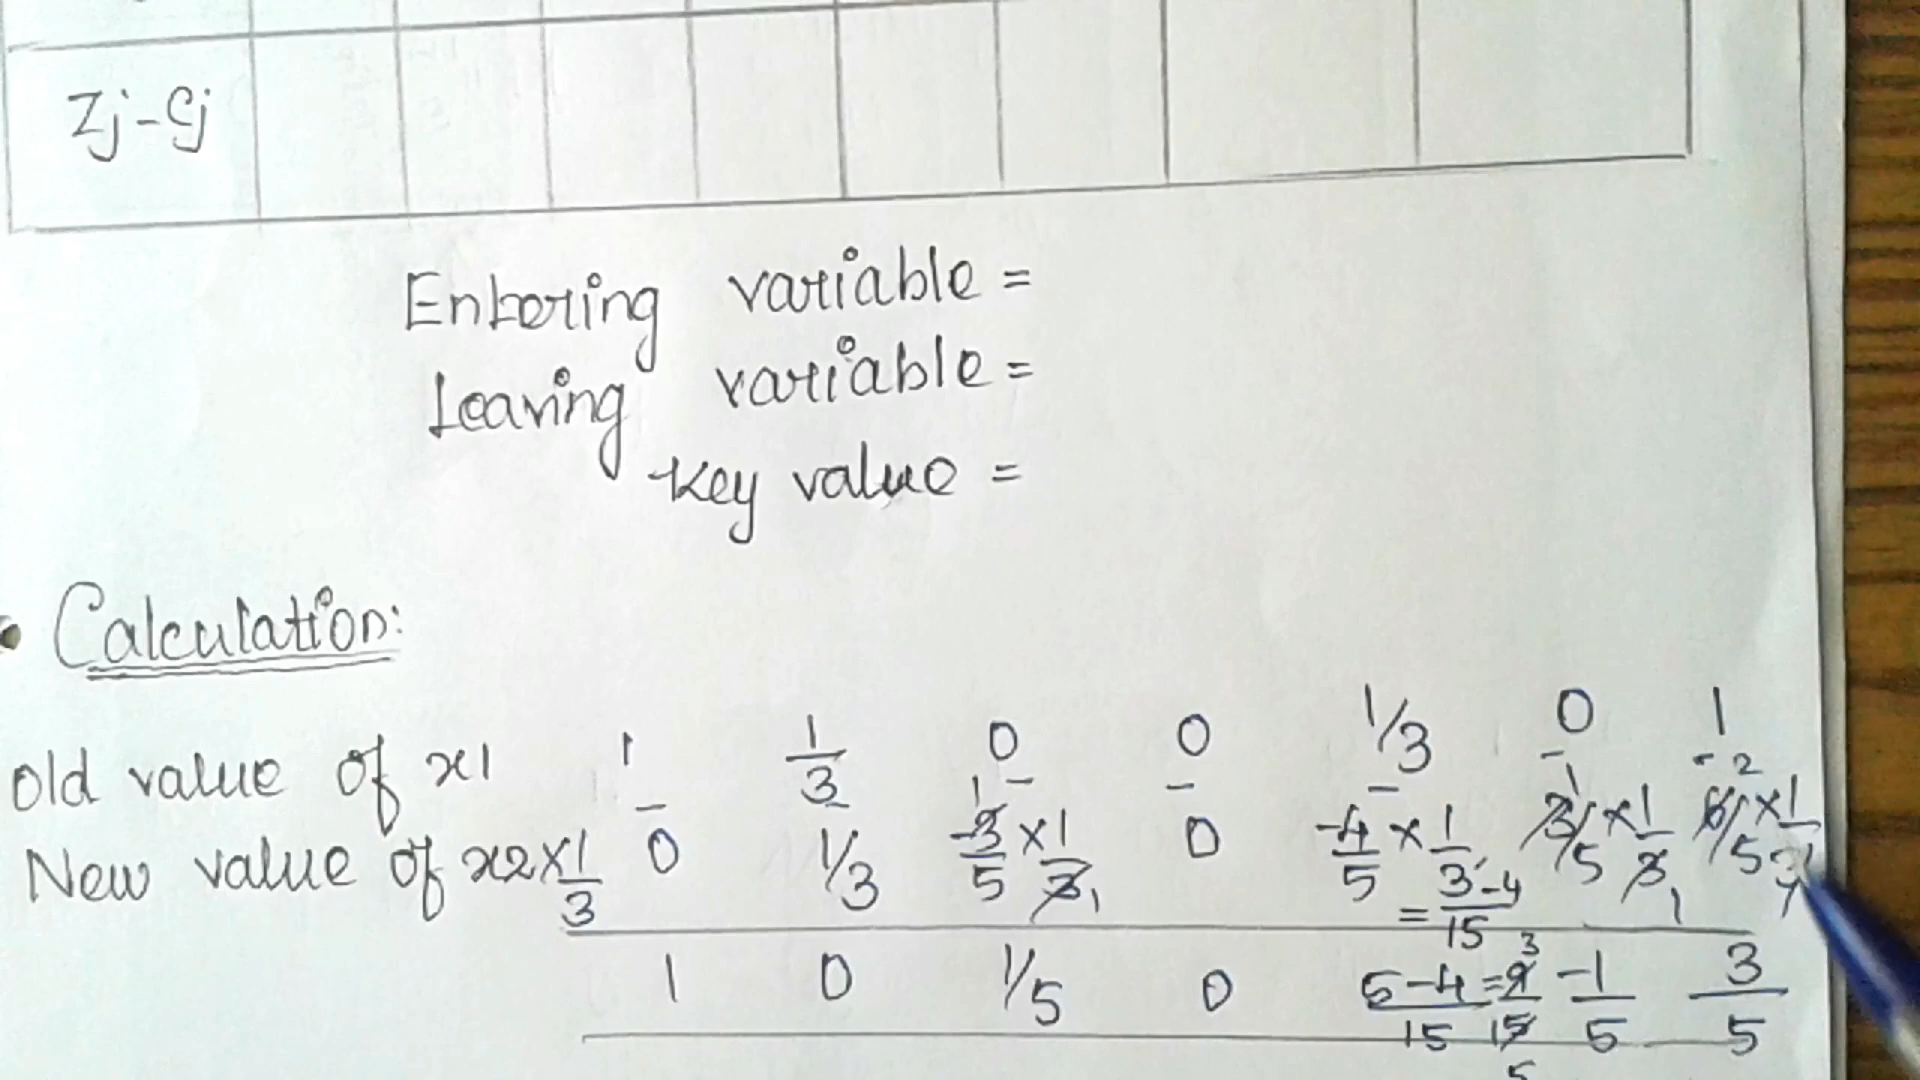 Zj-Cj
Entering variable =
Leaving variable =
Key value =
Calculation:
Old value of x1 1 1/3 0 0 1/3 0 1
New value of x2×1/3 0 1/3 -3/5×1/3 0 -4/5×1/3 3/5×1/3 6/5×1/3
= -4/15
1 0 1/5 0 5-4/15 = 9/15 -1/5 3/5